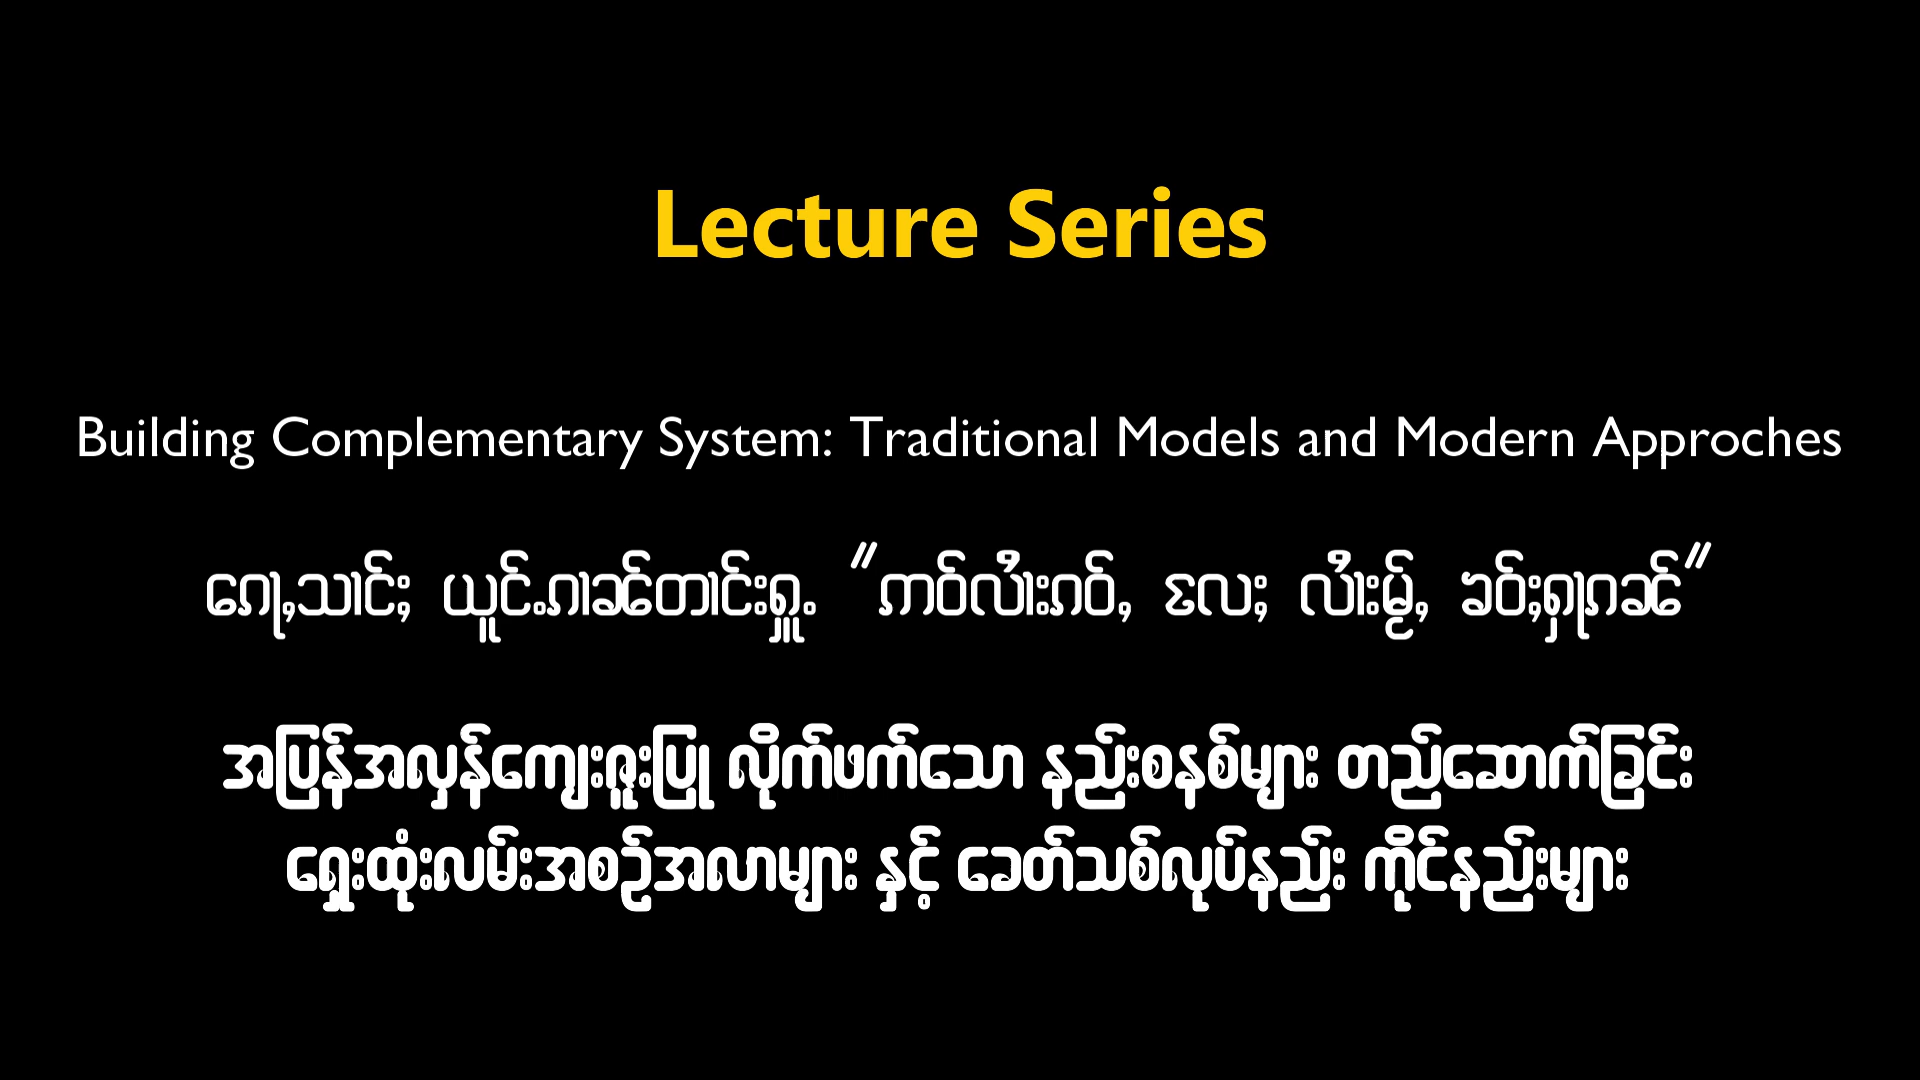 Lecture Series
Building Complementary System: Traditional Models and Modern Approches
ၵေႃႇသၢင်ႈ ယူင်ႉၵၢၼ်တၢင်းႁူႉ "ဢဝ်လၢႆးၵဝ်ႇ လႄႈ လၢႆးမႂ်ႇ ၶဝ်ႈႁုၵၼ်"
အပြန်အလှန်ကျေးဇူးပြု လိုက်ဖက်သော နည်းစနစ်များ တည်ဆောက်ခြင်း
ရှေးထုံးလမ်းအစဉ်အလာများ နှင့် ခေတ်သစ်လုပ်နည်း ကိုင်နည်းများ